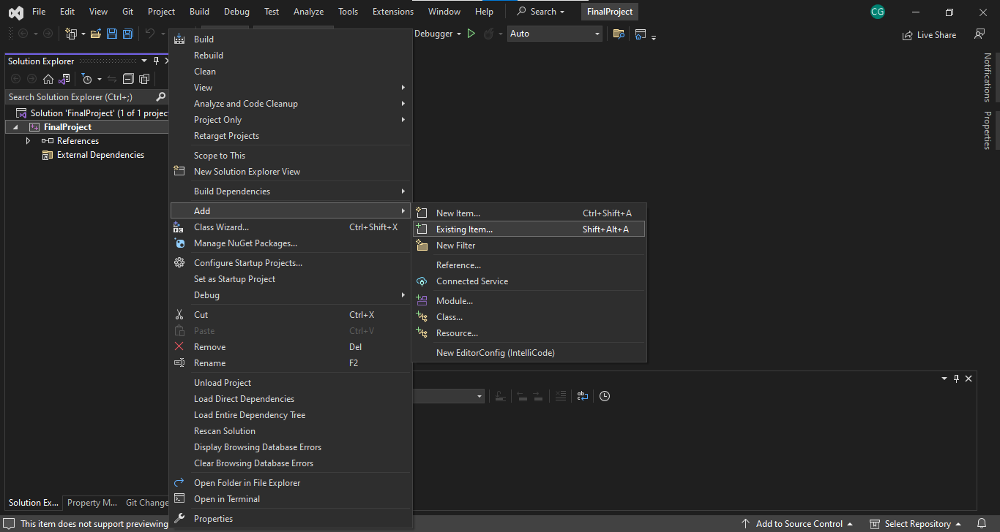 File Edit View Git Project Build Debug Test Analyze Tools Extensions Window Help Search FinalProject CG
Debugger Auto Live Share
Solution Explorer
Search Solution Explorer (Ctrl+;)
Solution 'FinalProject' (1 of 1 project
FinalProject
References
External Dependencies
Build
Rebuild
Clean
View
Analyze and Code Cleanup
Project Only
Retarget Projects
Scope to This
New Solution Explorer View
Build Dependencies
Add
Class Wizard... Ctrl+Shift+X
Manage NuGet Packages...
Configure Startup Projects...
Set as Startup Project
Debug
Cut Ctrl+X
Paste Ctrl+V
Remove Del
Rename F2
Unload Project
Load Direct Dependencies
Load Entire Dependency Tree
Rescan Solution
Display Browsing Database Errors
Clear Browsing Database Errors
Open Folder in File Explorer
Open in Terminal
Properties
New Item... Ctrl+Shift+A
Existing Item... Shift+Alt+A
New Filter
Reference...
Connected Service
Module...
Class...
Resource...
New EditorConfig (IntelliCode)
Notifications
Properties
Solution Ex... Property M... Git Change
This item does not support previewing Add to Source Control Select Repository